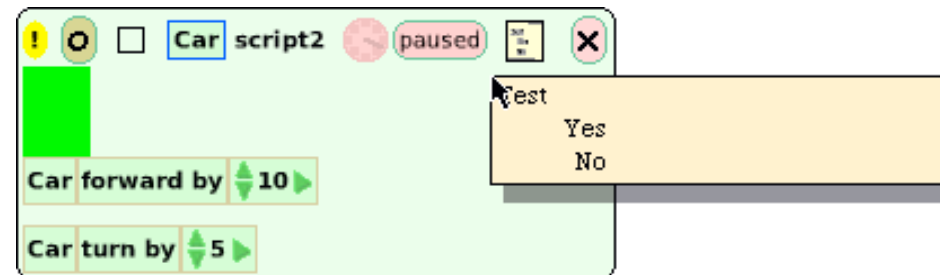 ! O Car script2 paused X
Test
Yes
No
Car forward by 10
Car turn by 5